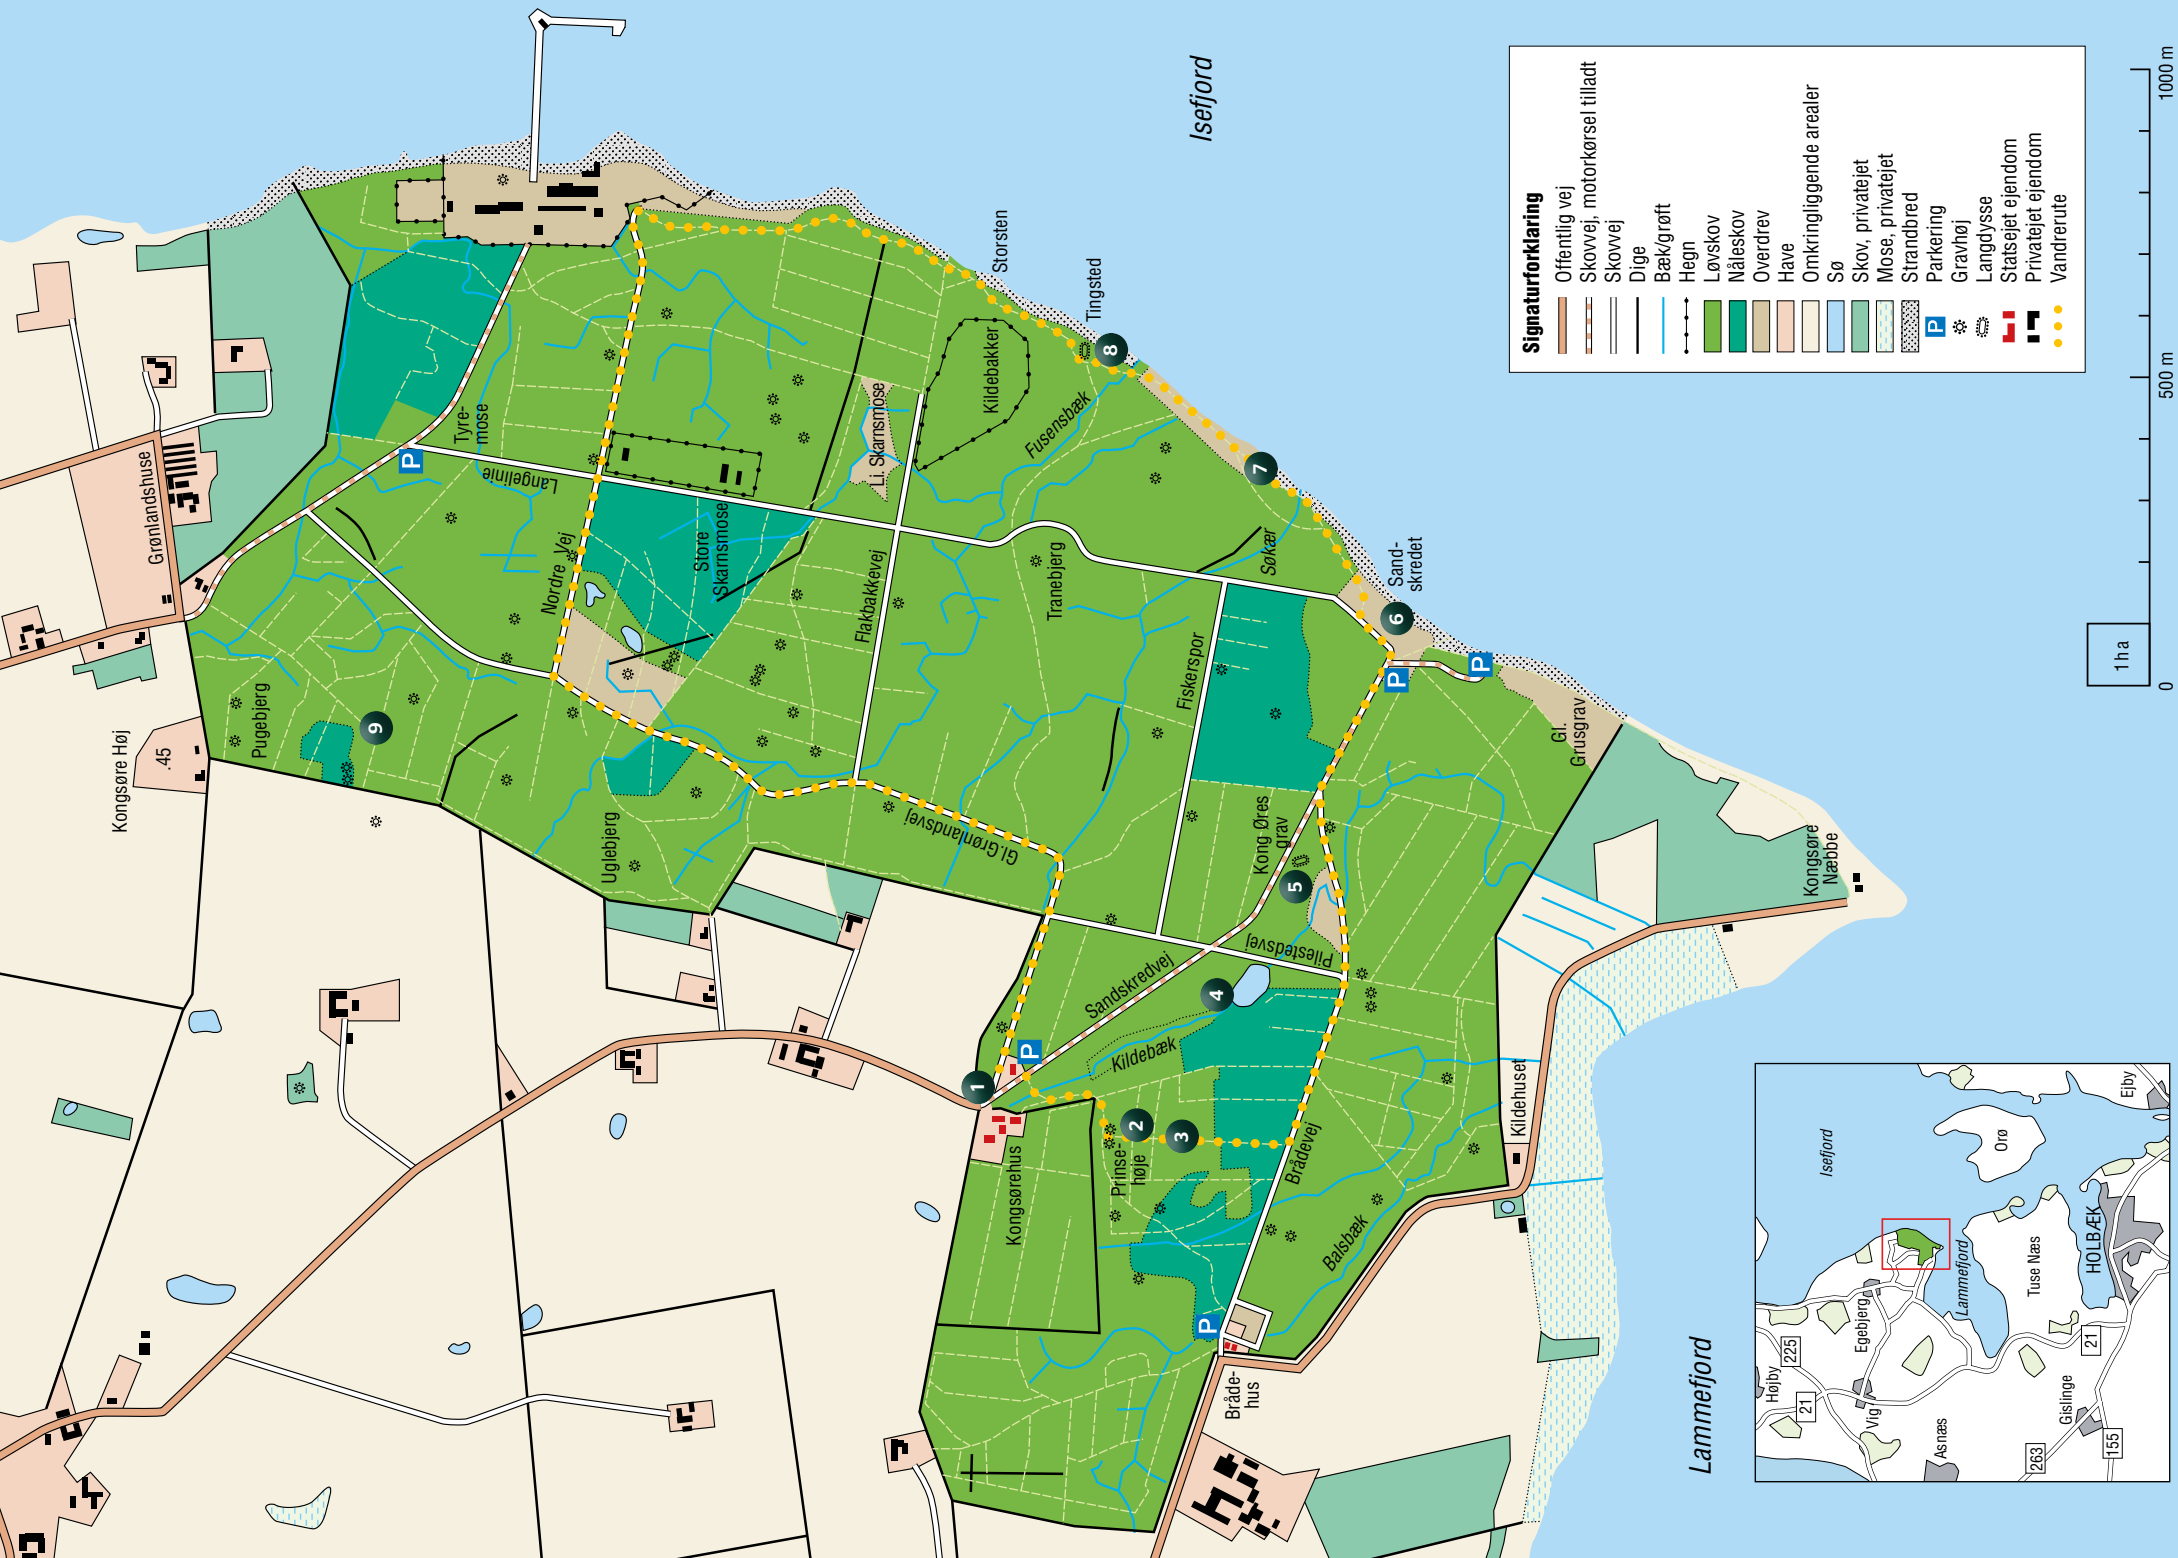 Isefjord
Lammefjord
Grønlandshuse
Kongsøre Høj
.45
Pugebjerg
9
Tyre-
mose
P
Langelinie
Nordre Vej
Store
Skarnsmose
Li. Skarnsmose
Kildebakker
Storsten
Tingsted
8
Fusensbæk
7
Flakbakkevej
Tranebjerg
Søkær
Sand-
skredet
6
P
P
Fiskerspor
Gl.
Grusgrav
Uglebjerg
Gl.Grønlandsvej
Kong Øres
grav
5
Pilestedsvej
Sandskredvej
4
Kildebæk
P
1
2
3
Prinse-
høje
Kongsørehus
Brådevej
Balsbæk
P
Bråde-
hus
Kildehuset
Kongsøre
Næbbe
Signaturforklaring
Offentlig vej
Skovvej, motorkørsel tilladt
Skovvej
Dige
Bæk/grøft
Hegn
Løvskov
Nåleskov
Overdrev
Have
Omkringliggende arealer
Sø
Skov, privatejet
Mose, privatejet
Strandbred
P Parkering
Gravhøj
Langdysse
Statsejet ejendom
Privatejet ejendom
Vandrerute
1 ha
0
500 m
1000 m
Isefjord
Orø
Ejby
Lammefjord
Tuse Næs
HOLBÆK
Egebjerg
Højby
225
21
Vig
Asnæs
21
Gislinge
263
155